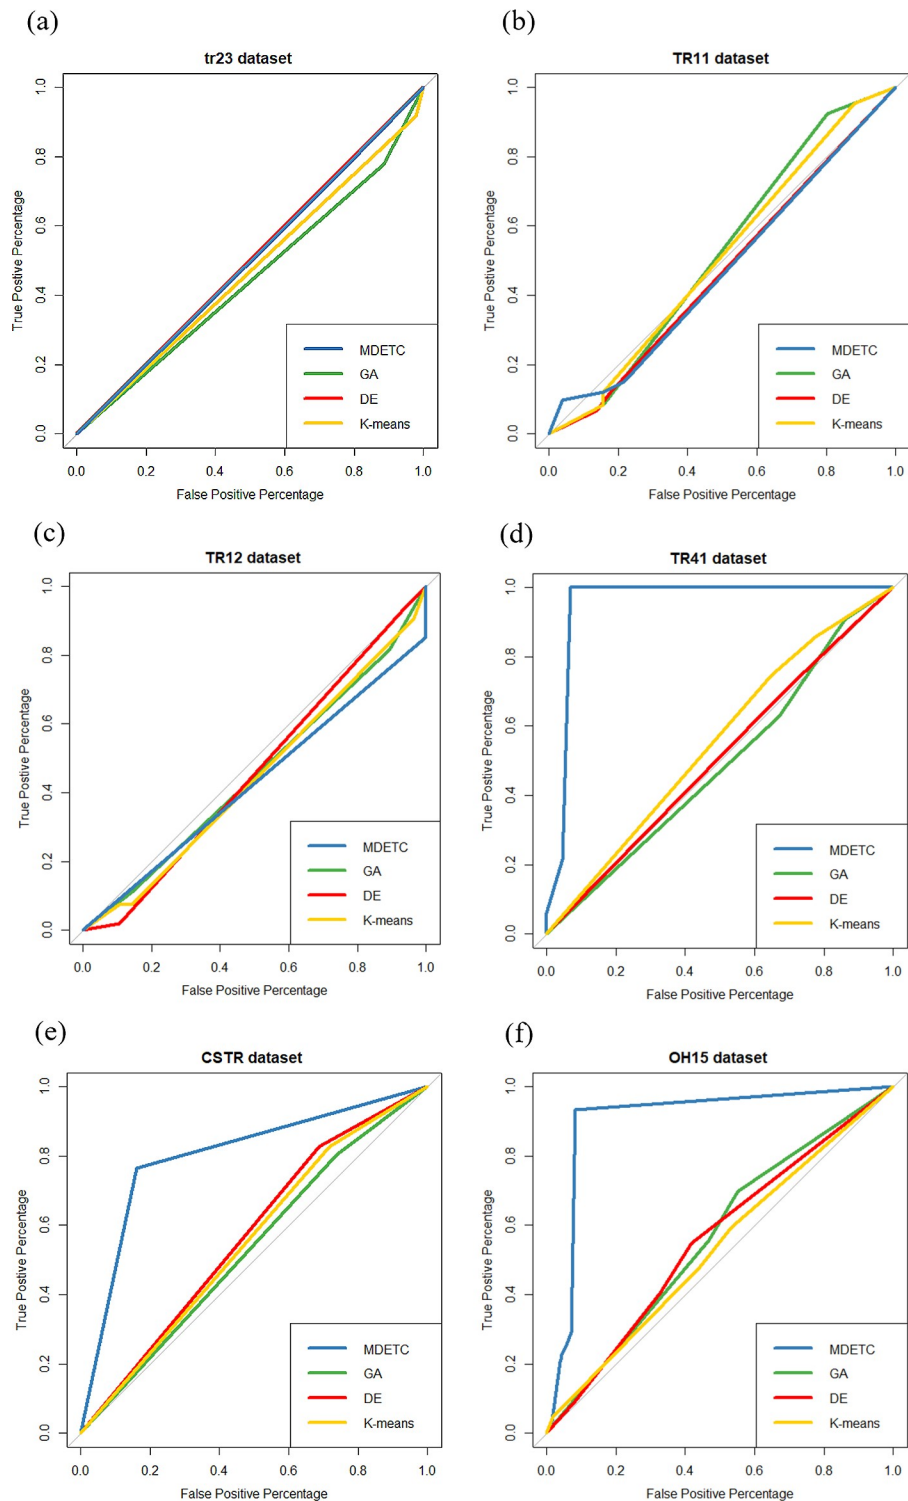 (a)
tr23 dataset
True Postive Percentage
0.0 0.2 0.4 0.6 0.8 1.0
MDETC
GA
DE
K-means
0.0 0.2 0.4 0.6 0.8 1.0
False Positive Percentage
(b)
TR11 dataset
True Postive Percentage
0.0 0.2 0.4 0.6 0.8 1.0
MDETC
GA
DE
K-means
0.0 0.2 0.4 0.6 0.8 1.0
False Positive Percentage
(c)
TR12 dataset
True Postive Percentage
0.0 0.2 0.4 0.6 0.8 1.0
MDETC
GA
DE
K-means
0.0 0.2 0.4 0.6 0.8 1.0
False Positive Percentage
(d)
TR41 dataset
True Postive Percentage
0.0 0.2 0.4 0.6 0.8 1.0
MDETC
GA
DE
K-means
0.0 0.2 0.4 0.6 0.8 1.0
False Positive Percentage
(e)
CSTR dataset
True Postive Percentage
0.0 0.2 0.4 0.6 0.8 1.0
MDETC
GA
DE
K-means
0.0 0.2 0.4 0.6 0.8 1.0
False Positive Percentage
(f)
OH15 dataset
True Postive Percentage
0.0 0.2 0.4 0.6 0.8 1.0
MDETC
GA
DE
K-means
0.0 0.2 0.4 0.6 0.8 1.0
False Positive Percentage